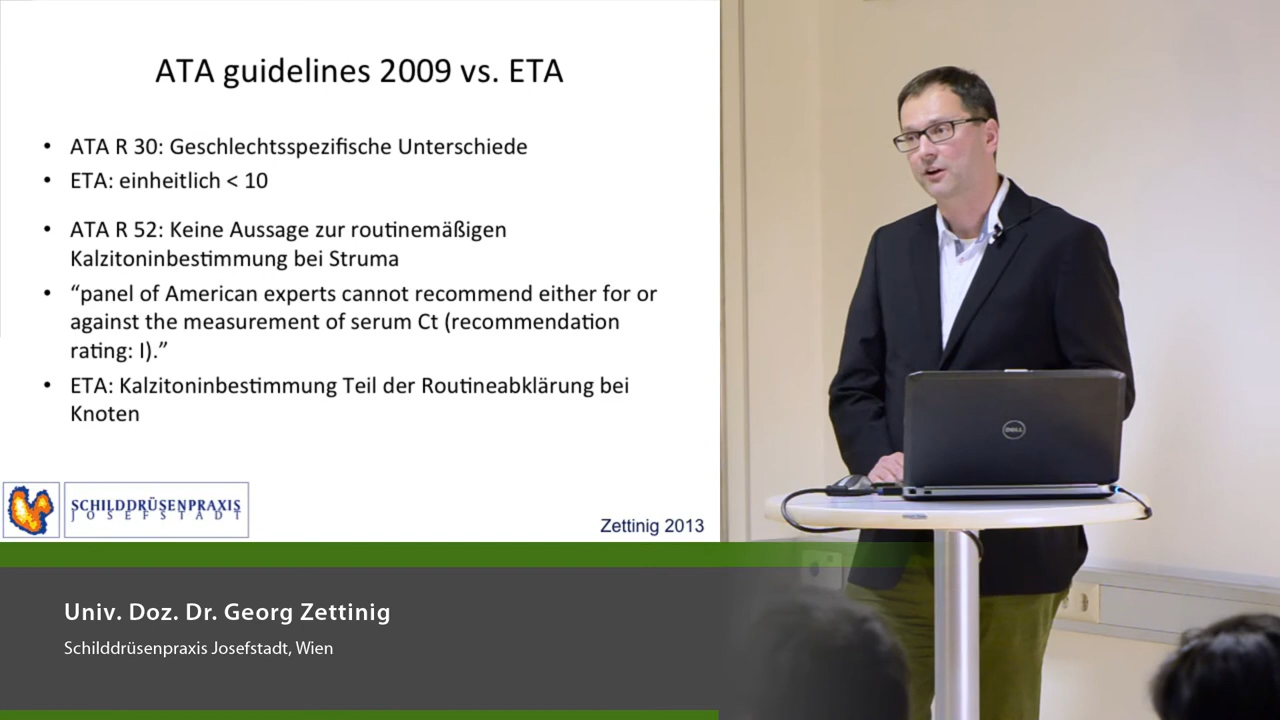 ATA guidelines 2009 vs. ETA
• ATA R 30: Geschlechtsspezifische Unterschiede
• ETA: einheitlich < 10
• ATA R 52: Keine Aussage zur routinemäßigen
Kalzitoninbestimmung bei Struma
• “panel of American experts cannot recommend either for or
against the measurement of serum Ct (recommendation
rating: I).”
• ETA: Kalzitoninbestimmung Teil der Routineabklärung bei
Knoten
SCHILDDRÜSENPRAXIS
JOSEFSTADT
Zettinig 2013
DELL
Univ. Doz. Dr. Georg Zettinig
Schilddrüsenpraxis Josefstadt, Wien